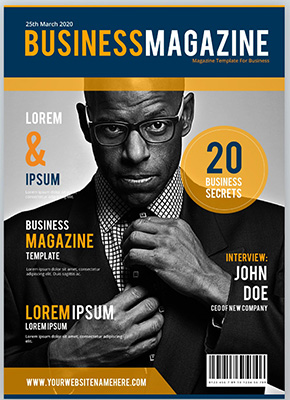 25th March 2020
BUSINESSMAGAZINE
Magazine Template For Business
LOREM
&
IPSUM
20
BUSINESS
SECRETS
BUSINESS
MAGAZINE
TEMPLATE
INTERVIEW:
JOHN
DOE
CEO OF NEW COMPANY
LOREM IPSUM
WWW.YOURWEBSITENAMEHERE.COM